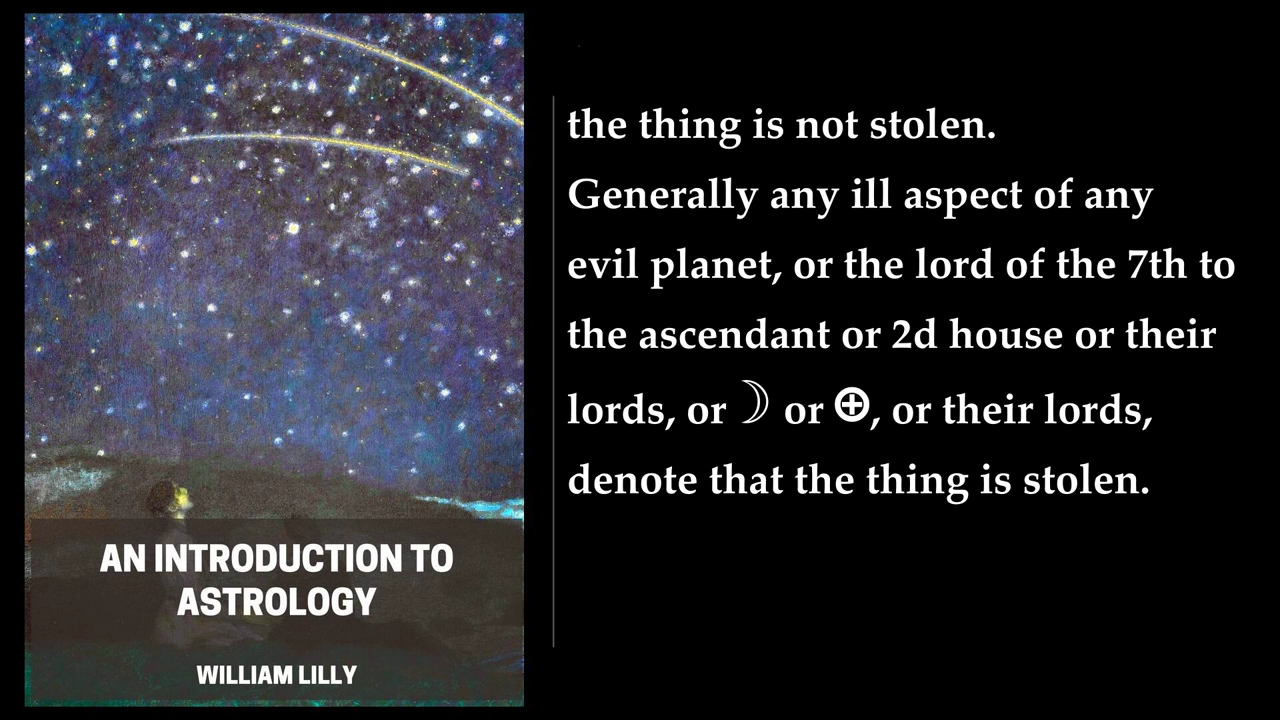 AN INTRODUCTION TO
ASTROLOGY
WILLIAM LILLY
the thing is not stolen.
Generally any ill aspect of any
evil planet, or the lord of the 7th to
the ascendant or 2d house or their
lords, or ☽ or ⊕, or their lords,
denote that the thing is stolen.